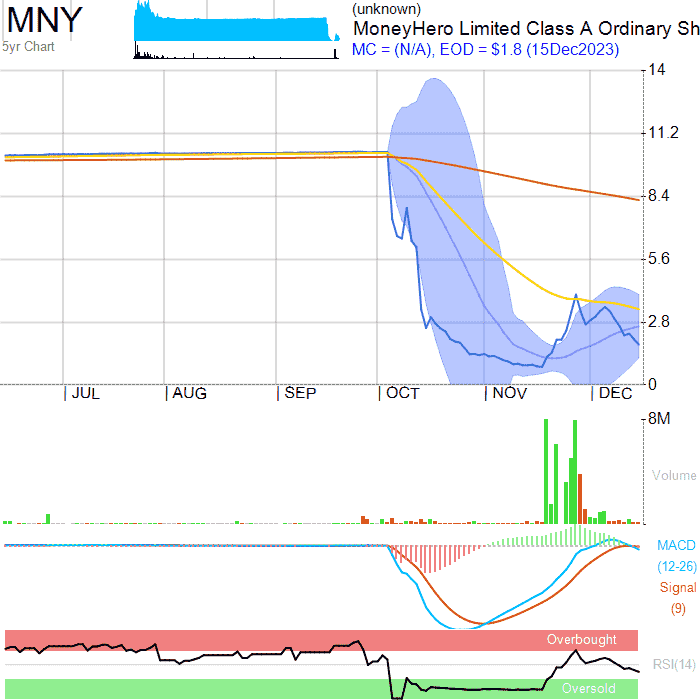 MNY
(unknown)
MoneyHero Limited Class A Ordinary Sh
5yr Chart
MC = (N/A), EOD = $1.8 (15Dec2023)
14
11.2
8.4
5.6
2.8
0
JUL AUG SEP OCT NOV DEC
8M
Volume
MACD
(12-26)
Signal
(9)
Overbought
RSI(14)
Oversold